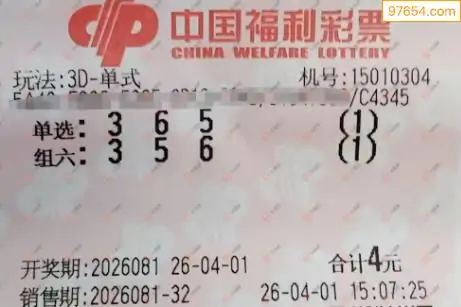 97654.com
中国福利彩票
CHINA WELFARE LOTTERY
玩法:3D-单式
机号:15010304
/C4345
单选: 3 6 5 (1)
组六: 3 5 6 (1)
开奖期:2026081 26-04-01
合计4元
销售期:2026081-32
26-04-01 15:07:25